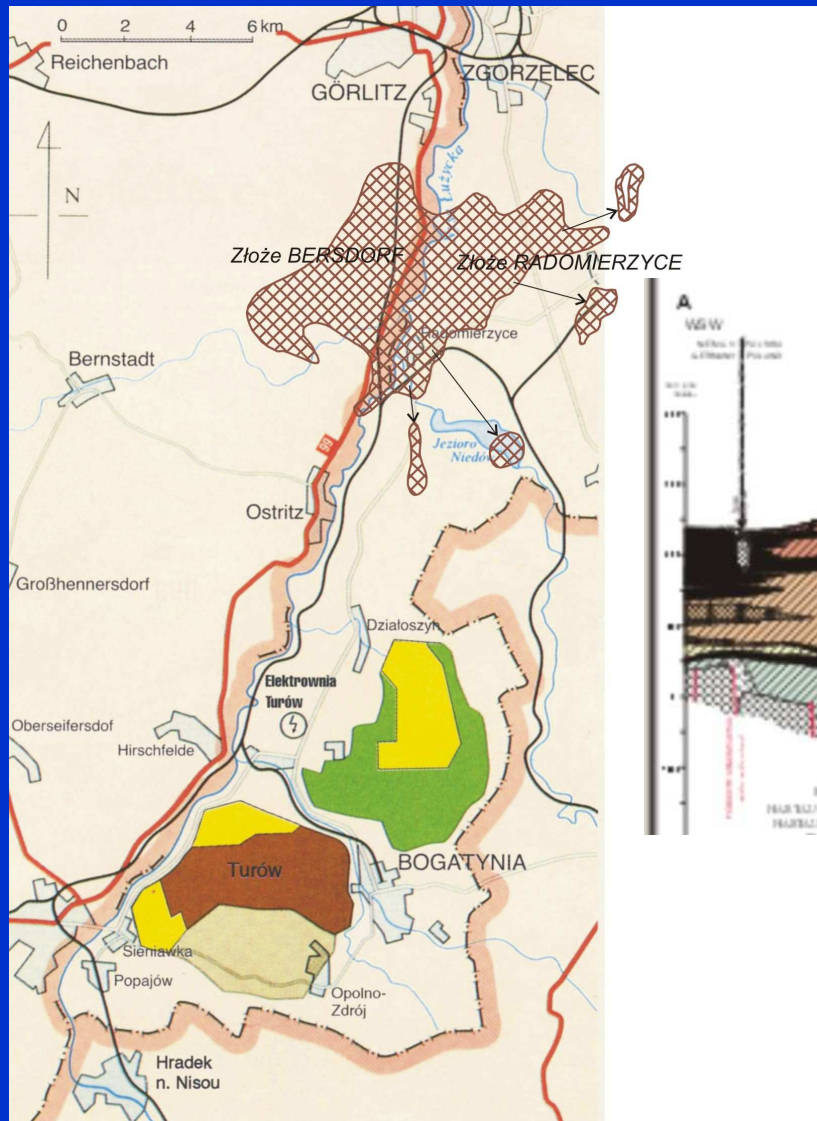 0 2 4 6 km
Reichenbach
ZGORZELEC
GÖRLITZ
Łużycka
N
Złoże BERSDORF
Złoże RADOMIERZYCE
A
WSW
Radomierzyce
Bernstadt
Jezioro
Niedów
99
Ostritz
Großhennersdorf
Działoszyn
Elektrownia
Turów
Oberseifersdof
Hirschfelde
BOGATYNIA
Turów
Sieniawka
Popajów
Opolno-
Zdrój
Hradek
n. Nisou